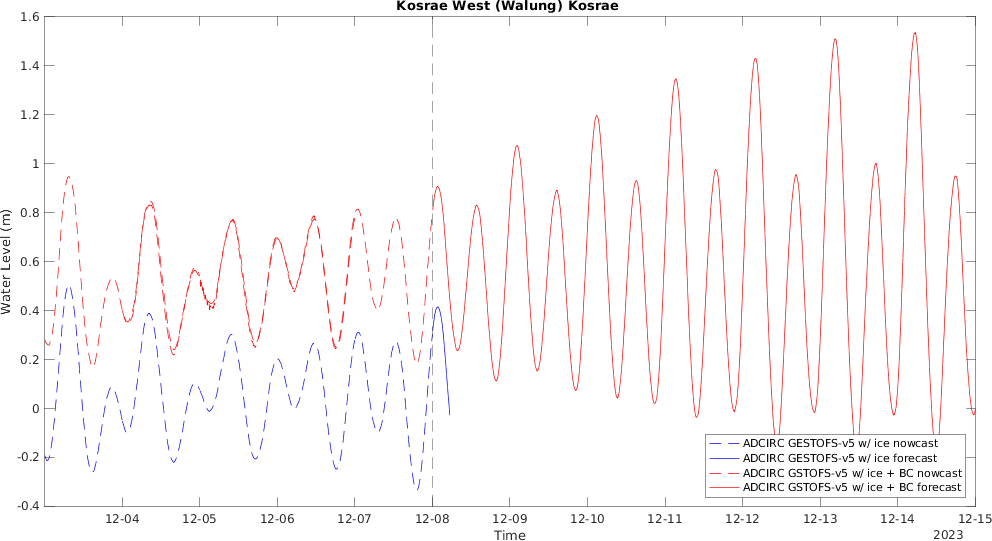 Kosrae West (Walung) Kosrae
1.6
1.4
1.2
1
0.8
0.6
0.4
0.2
0
-0.2
-0.4
Water Level (m)
12-04 12-05 12-06 12-07 12-08 12-09 12-10 12-11 12-12 12-13 12-14 12-15
Time
2023
ADCIRC GESTOFS-v5 w/ ice nowcast
ADCIRC GESTOFS-v5 w/ ice forecast
ADCIRC GSTOFS-v5 w/ ice + BC nowcast
ADCIRC GSTOFS-v5 w/ ice + BC forecast